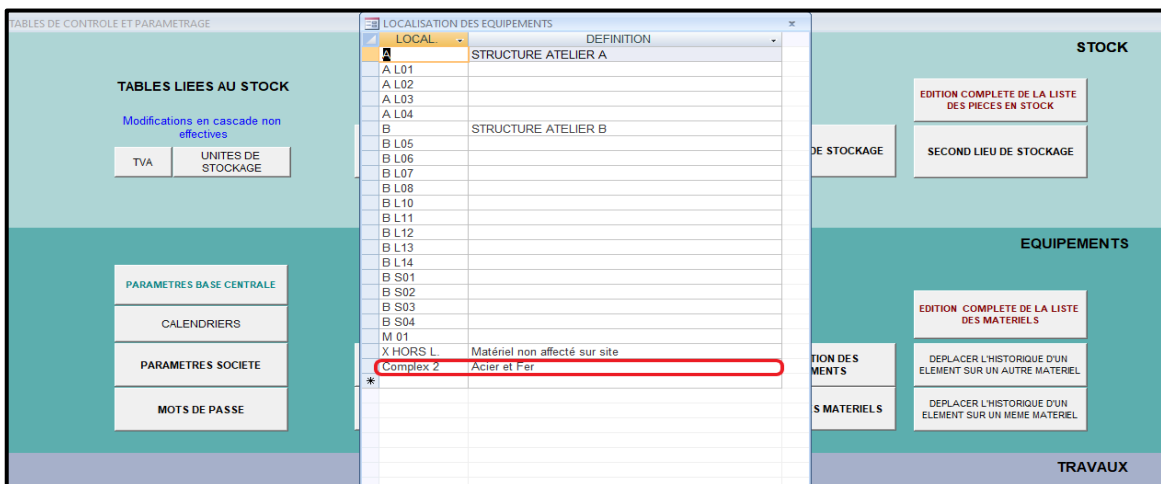 TABLES DE CONTROLE ET PARAMETRAGE
LOCALISATION DES EQUIPEMENTS
LOCAL. DEFINITION
A STRUCTURE ATELIER A
A L01
A L02
A L03
A L04
B STRUCTURE ATELIER B
B L05
B L06
B L07
B L08
B L10
B L11
B L12
B L13
B L14
B S01
B S02
B S03
B S04
M 01
X HORS L. Matériel non affecté sur site
Complex 2 Acier et Fer
TABLES LIEES AU STOCK
Modifications en cascade non
effectives
TVA
UNITES DE
STOCKAGE
STOCK
EDITION COMPLETE DE LA LISTE
DES PIECES EN STOCK
DE STOCKAGE
SECOND LIEU DE STOCKAGE
EQUIPEMENTS
PARAMETRES BASE CENTRALE
CALENDRIERS
PARAMETRES SOCIETE
MOTS DE PASSE
EDITION COMPLETE DE LA LISTE
DES MATERIELS
TION DES
MENTS
DEPLACER L'HISTORIQUE D'UN
ELEMENT SUR UN AUTRE MATERIEL
S MATERIELS
DEPLACER L'HISTORIQUE D'UN
ELEMENT SUR UN MEME MATERIEL
TRAVAUX